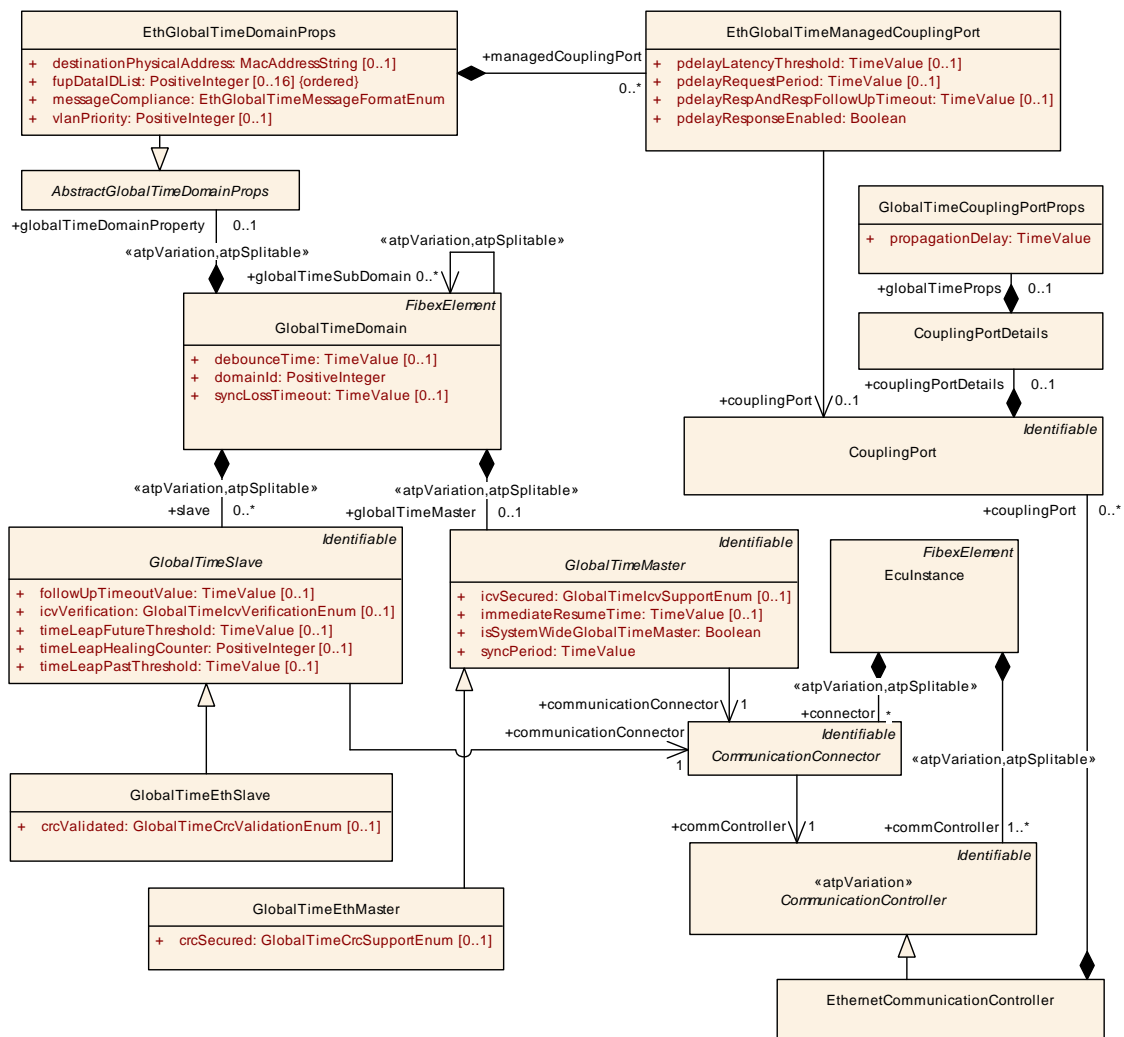 EthGlobalTimeDomainProps
+ destinationPhysicalAddress: MacAddressString [0..1]
+ fupDataIDList: PositiveInteger [0..16] {ordered}
+ messageCompliance: EthGlobalTimeMessageFormatEnum
+ vlanPriority: PositiveInteger [0..1]
+managedCouplingPort
0..*
EthGlobalTimeManagedCouplingPort
+ pdelayLatencyThreshold: TimeValue [0..1]
+ pdelayRequestPeriod: TimeValue [0..1]
+ pdelayRespAndRespFollowUpTimeout: TimeValue [0..1]
+ pdelayResponseEnabled: Boolean
AbstractGlobalTimeDomainProps
+globalTimeDomainProperty 0..1
«atpVariation,atpSplitable»
«atpVariation,atpSplitable»
+globalTimeSubDomain 0..*
GlobalTimeCouplingPortProps
+ propagationDelay: TimeValue
+globalTimeProps 0..1
CouplingPortDetails
+couplingPortDetails 0..1
FibexElement
GlobalTimeDomain
+ debounceTime: TimeValue [0..1]
+ domainId: PositiveInteger
+ syncLossTimeout: TimeValue [0..1]
+couplingPort 0..1
Identifiable
CouplingPort
+couplingPort 0..*
«atpVariation,atpSplitable»
+slave 0..*
«atpVariation,atpSplitable»
+globalTimeMaster 0..1
Identifiable
GlobalTimeSlave
+ followUpTimeoutValue: TimeValue [0..1]
+ icvVerification: GlobalTimeIcvVerificationEnum [0..1]
+ timeLeapFutureThreshold: TimeValue [0..1]
+ timeLeapHealingCounter: PositiveInteger [0..1]
+ timeLeapPastThreshold: TimeValue [0..1]
Identifiable
GlobalTimeMaster
+ icvSecured: GlobalTimeIcvSupportEnum [0..1]
+ immediateResumeTime: TimeValue [0..1]
+ isSystemWideGlobalTimeMaster: Boolean
+ syncPeriod: TimeValue
FibexElement
EcuInstance
«atpVariation,atpSplitable»
+communicationConnector 1
+connector *
+communicationConnector
1
Identifiable
CommunicationConnector
«atpVariation,atpSplitable»
GlobalTimeEthSlave
+ crcValidated: GlobalTimeCrcValidationEnum [0..1]
+commController 1
+commController 1..*
Identifiable
«atpVariation»
CommunicationController
GlobalTimeEthMaster
+ crcSecured: GlobalTimeCrcSupportEnum [0..1]
EthernetCommunicationController